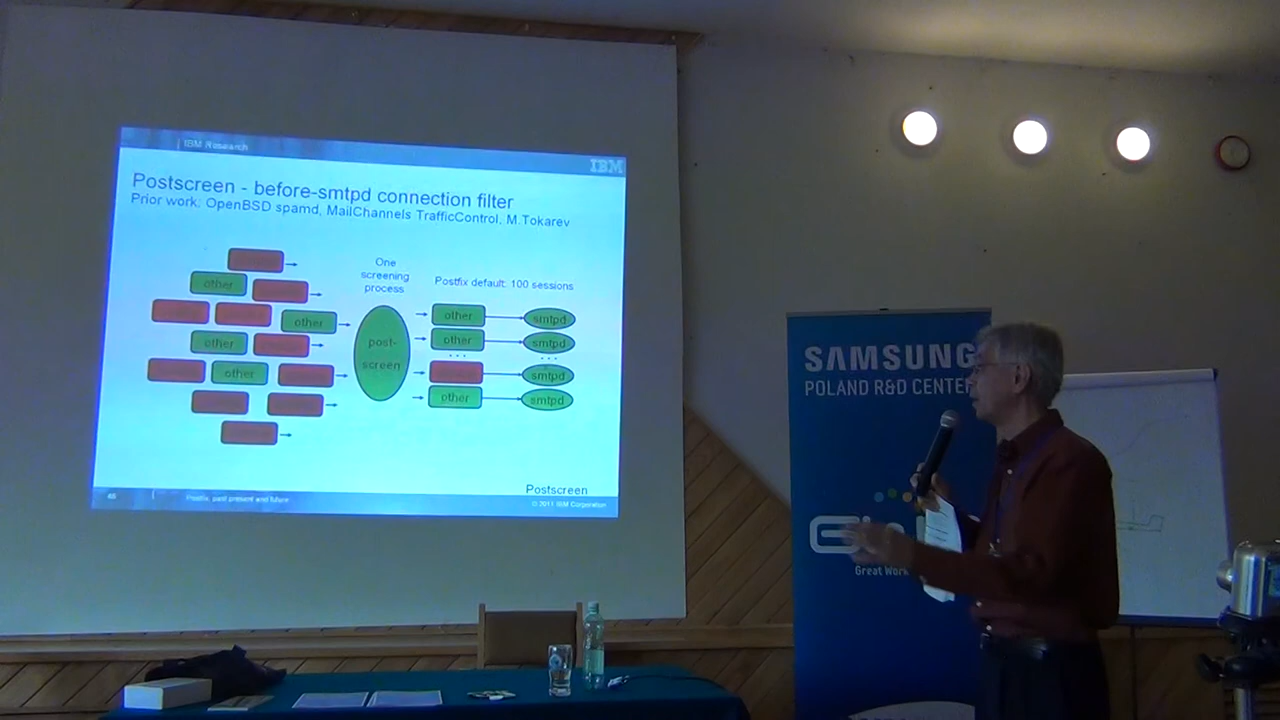 IBM Research
IBM
Postscreen - before-smtpd connection filter
Prior work: OpenBSD spamd, MailChannels TrafficControl, M.Tokarev
One
screening
process
Postfix default: 100 sessions
other
other
other
other
post-
screen
other
smtpd
other
smtpd
. . .
. . .
smtpd
other
smtpd
Postscreen
Postfix, past present and future
© 2011 IBM Corporation
SAMSUNG
POLAND R&D CENTER
Great Work